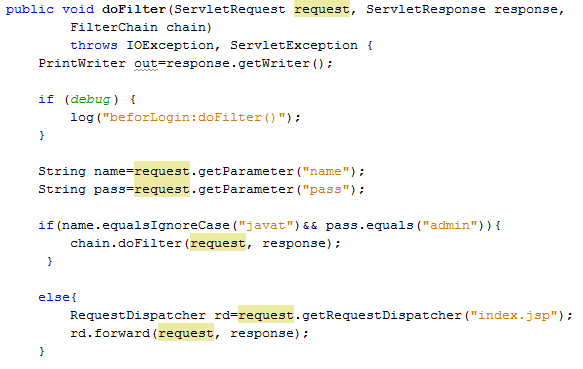 public void doFilter(ServletRequest request, ServletResponse response,
        FilterChain chain)
        throws IOException, ServletException {
    PrintWriter out=response.getWriter();

    if (debug) {
        log("beforLogin:doFilter()");
    }

    String name=request.getParameter("name");
    String pass=request.getParameter("pass");

    if(name.equalsIgnoreCase("javat")&& pass.equals("admin")){
        chain.doFilter(request, response);
     }

    else{
        RequestDispatcher rd=request.getRequestDispatcher("index.jsp");
        rd.forward(request, response);
    }